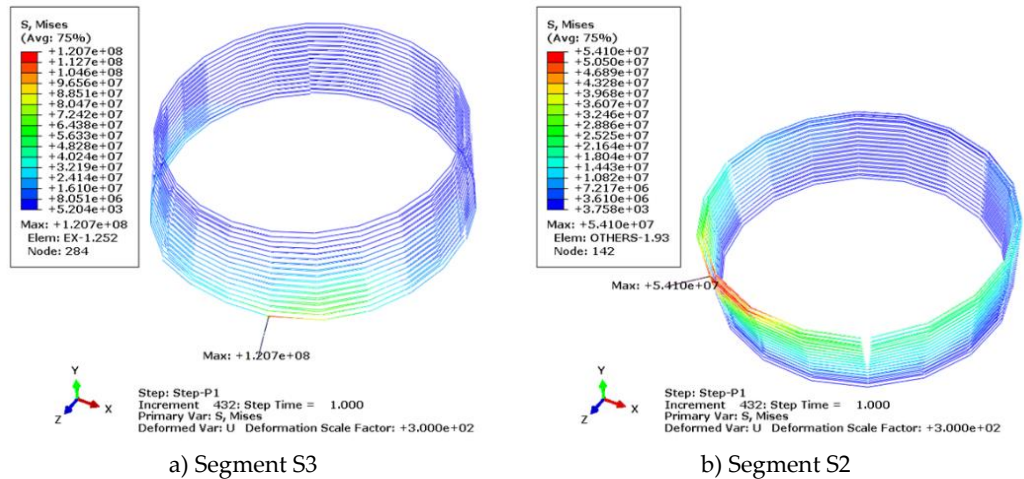 S, Mises
(Avg: 75%)
+1.207e+08
+1.127e+08
+1.046e+08
+9.656e+07
+8.851e+07
+8.047e+07
+7.242e+07
+6.438e+07
+5.633e+07
+4.828e+07
+4.024e+07
+3.219e+07
+2.414e+07
+1.610e+07
+8.051e+06
+5.204e+03
Max: +1.207e+08
Elem: EX-1.252
Node: 284
Max: +1.207e+08
Y
Z
X
Step: Step-P1
Increment 432: Step Time = 1.000
Primary Var: S, Mises
Deformed Var: U Deformation Scale Factor: +3.000e+02
a) Segment S3
S, Mises
(Avg: 75%)
+5.410e+07
+5.050e+07
+4.689e+07
+4.328e+07
+3.968e+07
+3.607e+07
+3.246e+07
+2.886e+07
+2.525e+07
+2.164e+07
+1.804e+07
+1.443e+07
+1.082e+07
+7.217e+06
+3.610e+06
+3.758e+03
Max: +5.410e+07
Elem: OTHERS-1.93
Node: 142
Max: +5.410e+07
Y
Z
X
Step: Step-P1
Increment 432: Step Time = 1.000
Primary Var: S, Mises
Deformed Var: U Deformation Scale Factor: +3.000e+02
b) Segment S2